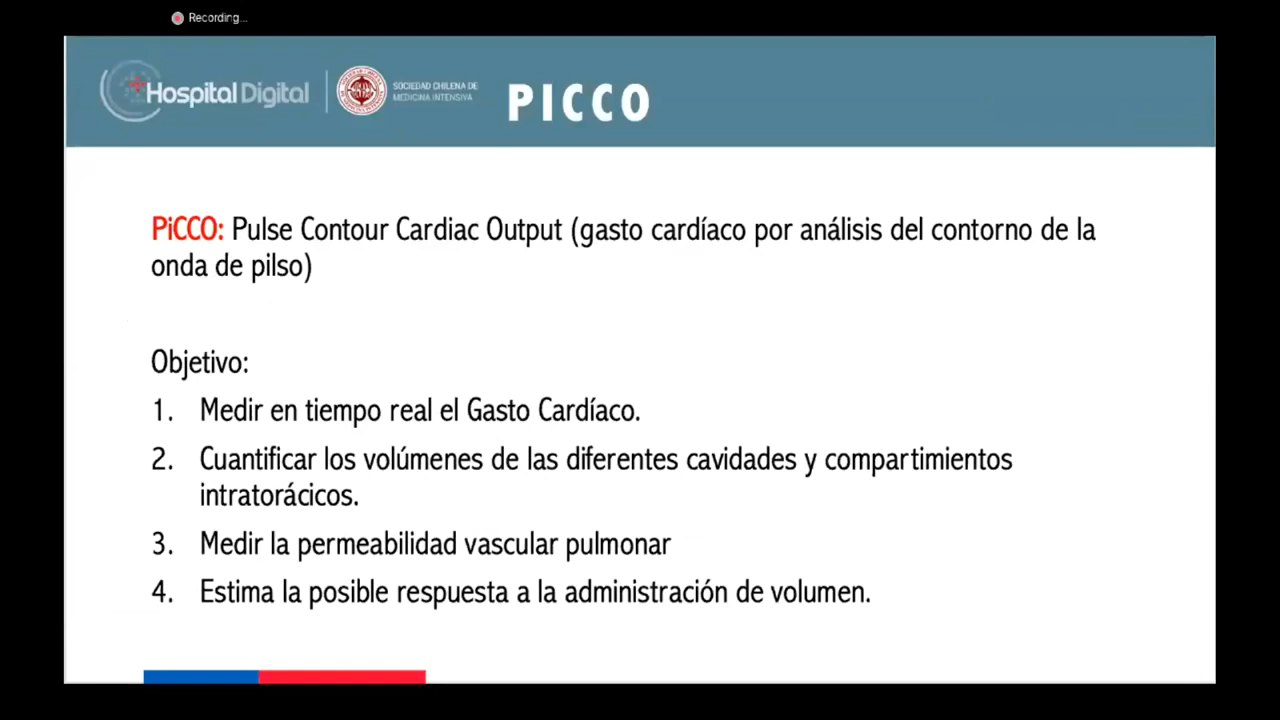 Recording...
Hospital Digital
SOCIEDAD CHILENA DE
MEDICINA INTENSIVA
PICCO
PiCCO: Pulse Contour Cardiac Output (gasto cardíaco por análisis del contorno de la
onda de pilso)
Objetivo:
1. Medir en tiempo real el Gasto Cardíaco.
2. Cuantificar los volúmenes de las diferentes cavidades y compartimientos
intratorácicos.
3. Medir la permeabilidad vascular pulmonar
4. Estima la posible respuesta a la administración de volumen.